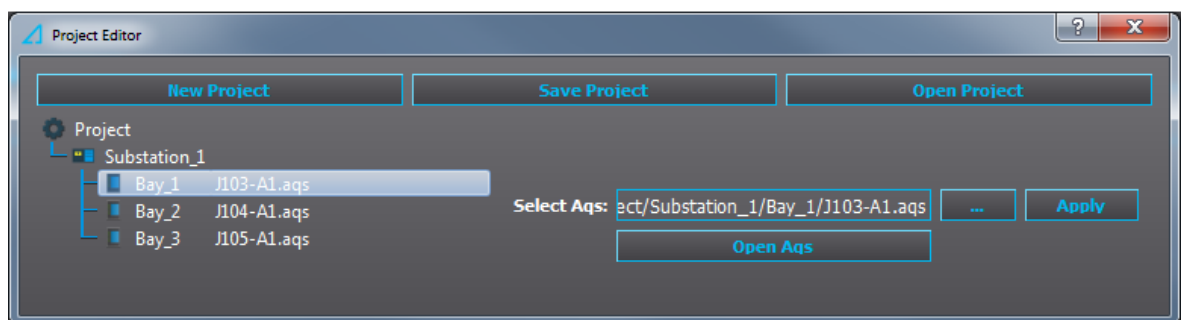 Project Editor
New Project Save Project Open Project
Project
Substation_1
Bay_1 J103-A1.aqs
Bay_2 J104-A1.aqs
Bay_3 J105-A1.aqs
Select Aqs: ect/Substation_1/Bay_1/J103-A1.aqs ... Apply
Open Aqs